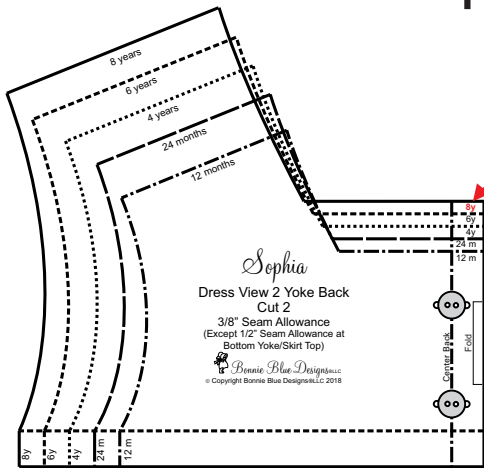 8 years
6 years
4 years
24 months
12 months
8y
6y
4y
24 m
12 m
Sophia
Dress View 2 Yoke Back
Cut 2
3/8" Seam Allowance
(Except 1/2" Seam Allowance at
Bottom Yoke/Skirt Top)
Bonnie Blue Designs®LLC
© Copyright Bonnie Blue Designs®LLC 2018
Center Back
Fold
8y
6y
4y
24 m
12 m